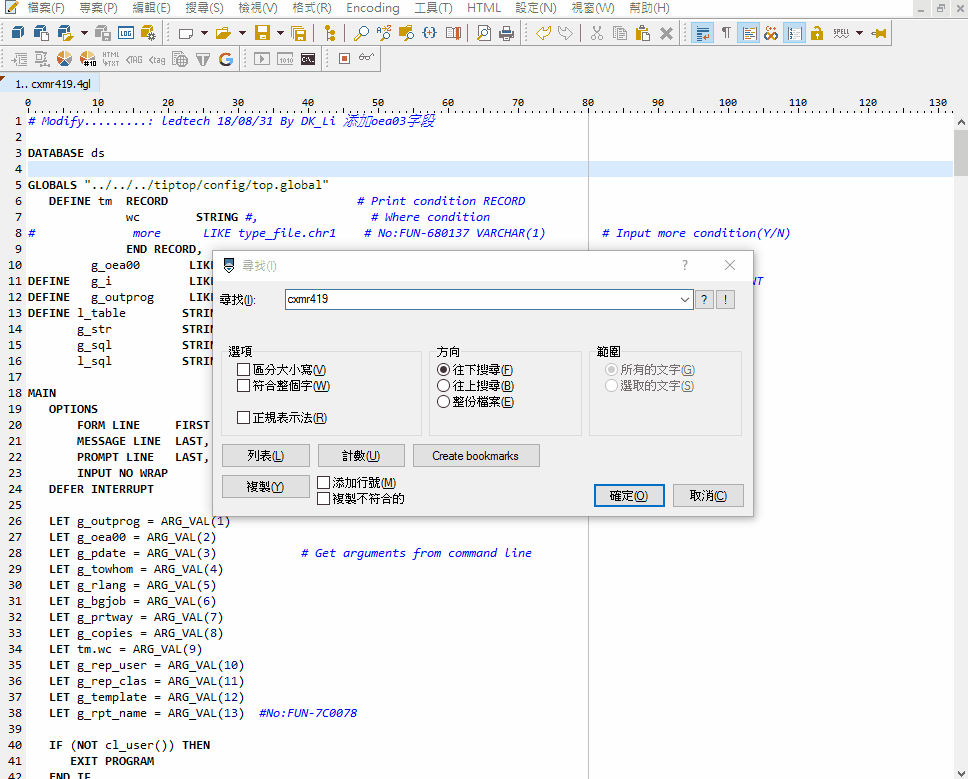 檔案(F) 專案(P) 編輯(E) 搜尋(S) 檢視(V) 格式(R) Encoding 工具(T) HTML 設定(N) 視窗(W) 幫助(H)
1.. cxmr419.4gl
0 10 20 30 40 50 60 70 80 90 100 110 120 130
1 # Modify.........: ledtech 18/08/31 By DK_Li 添加oea03字段
2
3 DATABASE ds
4
5 GLOBALS "../../../tiptop/config/top.global"
6 DEFINE tm RECORD # Print condition RECORD
7 wc STRING #, # Where condition
8 # more LIKE type_file.chr1 # No:FUN-680137 VARCHAR(1) # Input more condition(Y/N)
9 END RECORD,
10 g_oea00 LIK
11 DEFINE g_i LIK NT
12 DEFINE g_outprog LIK
13 DEFINE l_table STRIN
14 g_str STRIN
15 g_sql STRIN
16 l_sql STRIN
17
18 MAIN
19 OPTIONS
20 FORM LINE FIRST
21 MESSAGE LINE LAST,
22 PROMPT LINE LAST,
23 INPUT NO WRAP
24 DEFER INTERRUPT
25
26 LET g_outprog = ARG_VAL(1)
27 LET g_oea00 = ARG_VAL(2)
28 LET g_pdate = ARG_VAL(3) # Get arguments from command line
29 LET g_towhom = ARG_VAL(4)
30 LET g_rlang = ARG_VAL(5)
31 LET g_bgjob = ARG_VAL(6)
32 LET g_prtway = ARG_VAL(7)
33 LET g_copies = ARG_VAL(8)
34 LET tm.wc = ARG_VAL(9)
35 LET g_rep_user = ARG_VAL(10)
36 LET g_rep_clas = ARG_VAL(11)
37 LET g_template = ARG_VAL(12)
38 LET g_rpt_name = ARG_VAL(13) #No:FUN-7C0078
39
40 IF (NOT cl_user()) THEN
41 EXIT PROGRAM
42 END IF
尋找(I) ?
尋找(I): cxmr419 ? !
選項 方向 範圍
區分大小寫(V) 往下搜尋(F) 所有的文字(G)
符合整個字(W) 往上搜尋(B) 選取的文字(S)
整份檔案(E)
正規表示法(R)
列表(L) 計數(U) Create bookmarks
複製(Y) 添加行號(M)
複製不符合的
確定(O) 取消(C)